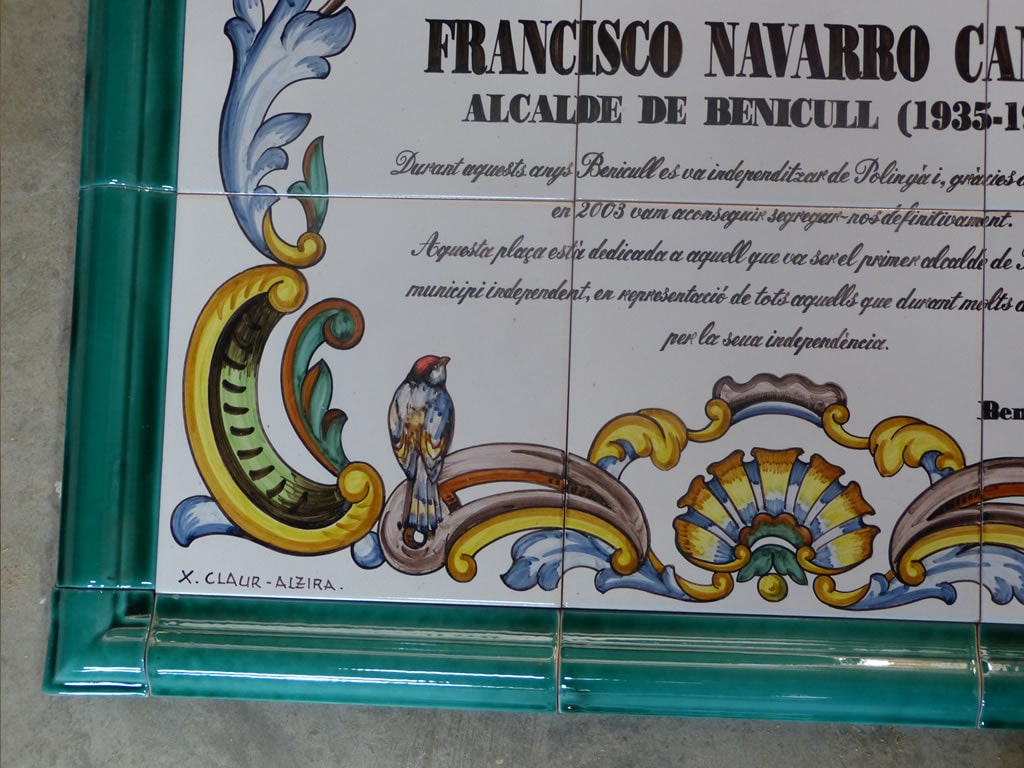 FRANCISCO NAVARRO
ALCALDE DE BENICULL (1935-19
Durant aquests anys Benicull es va independitzar de Polinyà i, gràcies
en 2003 vam aconseguir segregar-nos definitivament.
Aquesta plaça està dedicada a aquell que va ser el primer alcalde de
municipi independent, en representació de tots aquells que durant molts
per la seua independència.
Ben
X. CLAUR - ALZIRA.